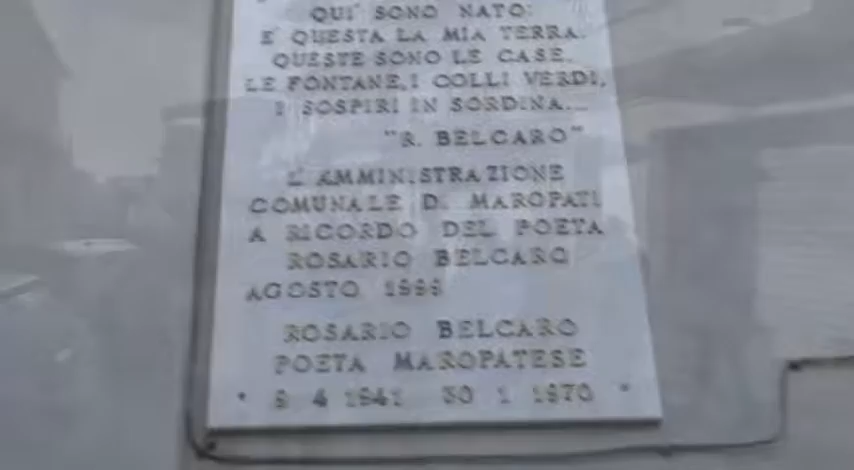 QUI' SONO NATO:
E' QUESTA LA MIA TERRA.
QUESTE SONO LE CASE,
LE FONTANE, I COLLI VERDI,
I SOSPIRI IN SORDINA...
"R. BELCARO"
L'AMMINISTRAZIONE
COMUNALE DI MAROPATI
A RICORDO DEL POETA
ROSARIO BELCARO
AGOSTO
ROSARIO BELCARO
POETA MAROPATESE
4 1941 30 1 1970